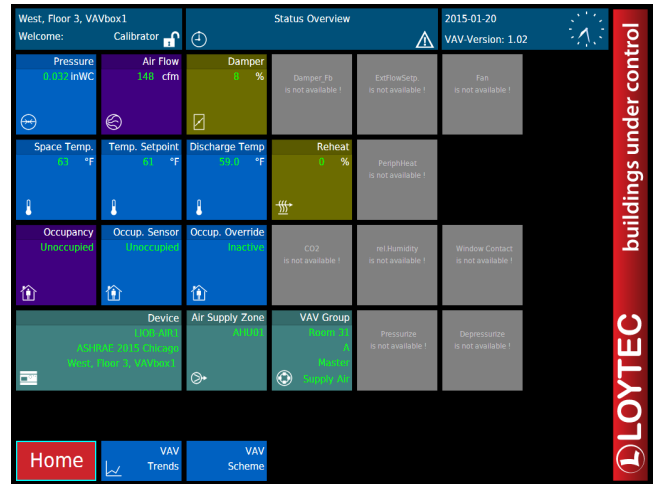 West, Floor 3, VAVbox1
Welcome: Calibrator
Status Overview
2015-01-20
VAV-Version: 1.02
Pressure
0.032 inWC
Air Flow
148 cfm
Damper
8 %
Damper_Fb
is not available !
ExtFlowSetp.
is not available !
Fan
is not available !
Space Temp.
63 °F
Temp. Setpoint
61 °F
Discharge Temp
59.0 °F
Reheat
0 %
PeriphHeat
is not available !
Occupancy
Unoccupied
Occup. Sensor
Unoccupied
Occup. Override
Inactive
CO2
is not available !
rel.Humidity
is not available !
Window Contact
is not available !
Device
LIOB-AIR1
ASHRAE 2015 Chicago
West, Floor 3, VAVbox1
Air Supply Zone
AHU01
VAV Group
Room 31
A
Master
Supply Air
Pressurize
is not available !
Depressurize
is not available !
Home
VAV
Trends
VAV
Scheme
LOYTEC
buildings under control